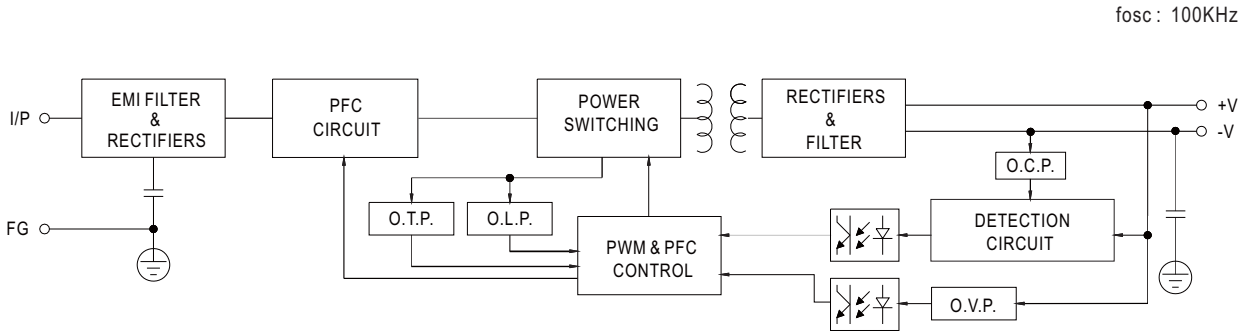 fosc : 100KHz
I/P
EMI FILTER
&
RECTIFIERS
PFC
CIRCUIT
POWER
SWITCHING
RECTIFIERS
&
FILTER
+V
-V
O.C.P.
FG
O.T.P.
O.L.P.
PWM & PFC
CONTROL
DETECTION
CIRCUIT
O.V.P.